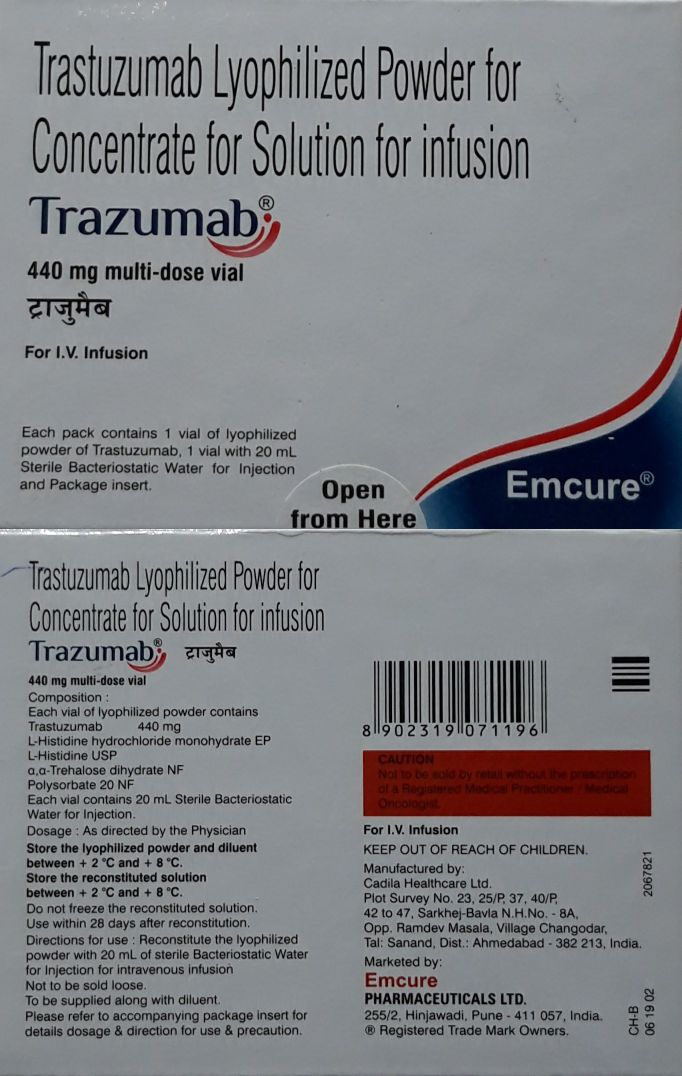 Trastuzumab Lyophilized Powder for
Concentrate for Solution for infusion
Trazumab®
440 mg multi-dose vial
ट्राजुमैब
For I.V. Infusion
Each pack contains 1 vial of lyophilized
powder of Trastuzumab, 1 vial with 20 mL
Sterile Bacteriostatic Water for Injection
and Package insert.
Open
from Here
Emcure®
Trastuzumab Lyophilized Powder for
Concentrate for Solution for infusion
Trazumab® ट्राजुमैब
440 mg multi-dose vial
Composition :
Each vial of lyophilized powder contains
Trastuzumab 440 mg
L-Histidine hydrochloride monohydrate EP
L-Histidine USP
α,α-Trehalose dihydrate NF
Polysorbate 20 NF
Each vial contains 20 mL Sterile Bacteriostatic
Water for Injection.
Dosage : As directed by the Physician
Store the lyophilized powder and diluent
between + 2 °C and + 8 °C.
Store the reconstituted solution
between + 2 °C and + 8 °C.
Do not freeze the reconstituted solution.
Use within 28 days after reconstitution.
Directions for use : Reconstitute the lyophilized
powder with 20 mL of sterile Bacteriostatic Water
for Injection for intravenous infusion
Not to be sold loose.
To be supplied along with diluent.
Please refer to accompanying package insert for
details dosage & direction for use & precaution.
8 902319 071196
CAUTION
Not to be sold by retail without the prescription
of a Registered Medical Practitioner / Medical
Oncologist.
For I.V. Infusion
KEEP OUT OF REACH OF CHILDREN.
Manufactured by:
Cadila Healthcare Ltd.
Plot Survey No. 23, 25/P, 37, 40/P,
42 to 47, Sarkhej-Bavla N.H.No. - 8A,
Opp. Ramdev Masala, Village Changodar,
Tal: Sanand, Dist.: Ahmedabad - 382 213, India.
Marketed by:
Emcure
PHARMACEUTICALS LTD.
255/2, Hinjawadi, Pune - 411 057, India.
® Registered Trade Mark Owners.
2067821
CH-B
06 19 02